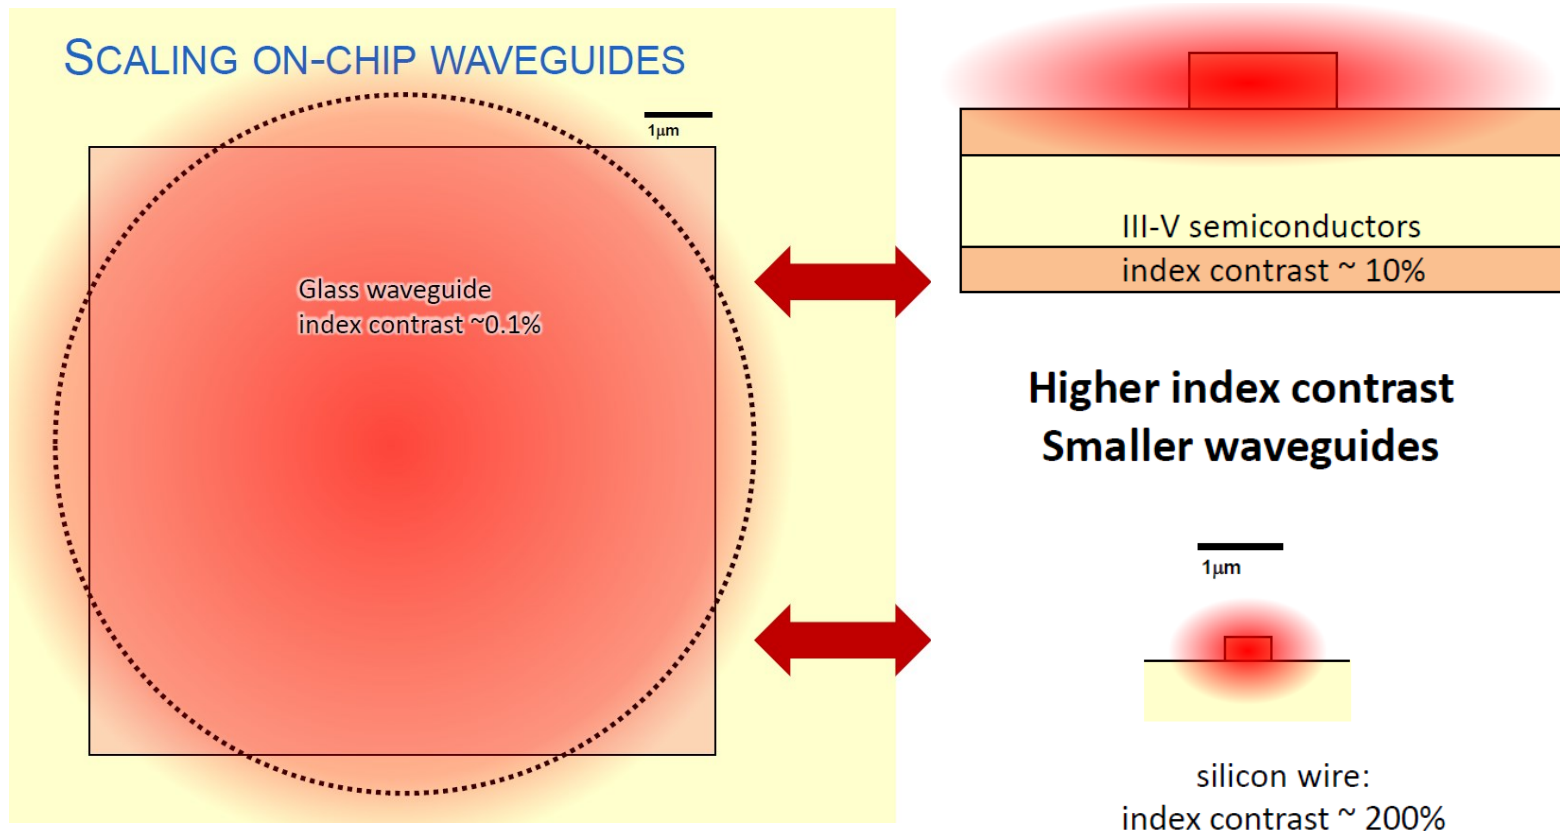 SCALING ON-CHIP WAVEGUIDES
1μm
Glass waveguide
index contrast ~0.1%
III-V semiconductors
index contrast ~ 10%
Higher index contrast
Smaller waveguides
1μm
silicon wire:
index contrast ~ 200%